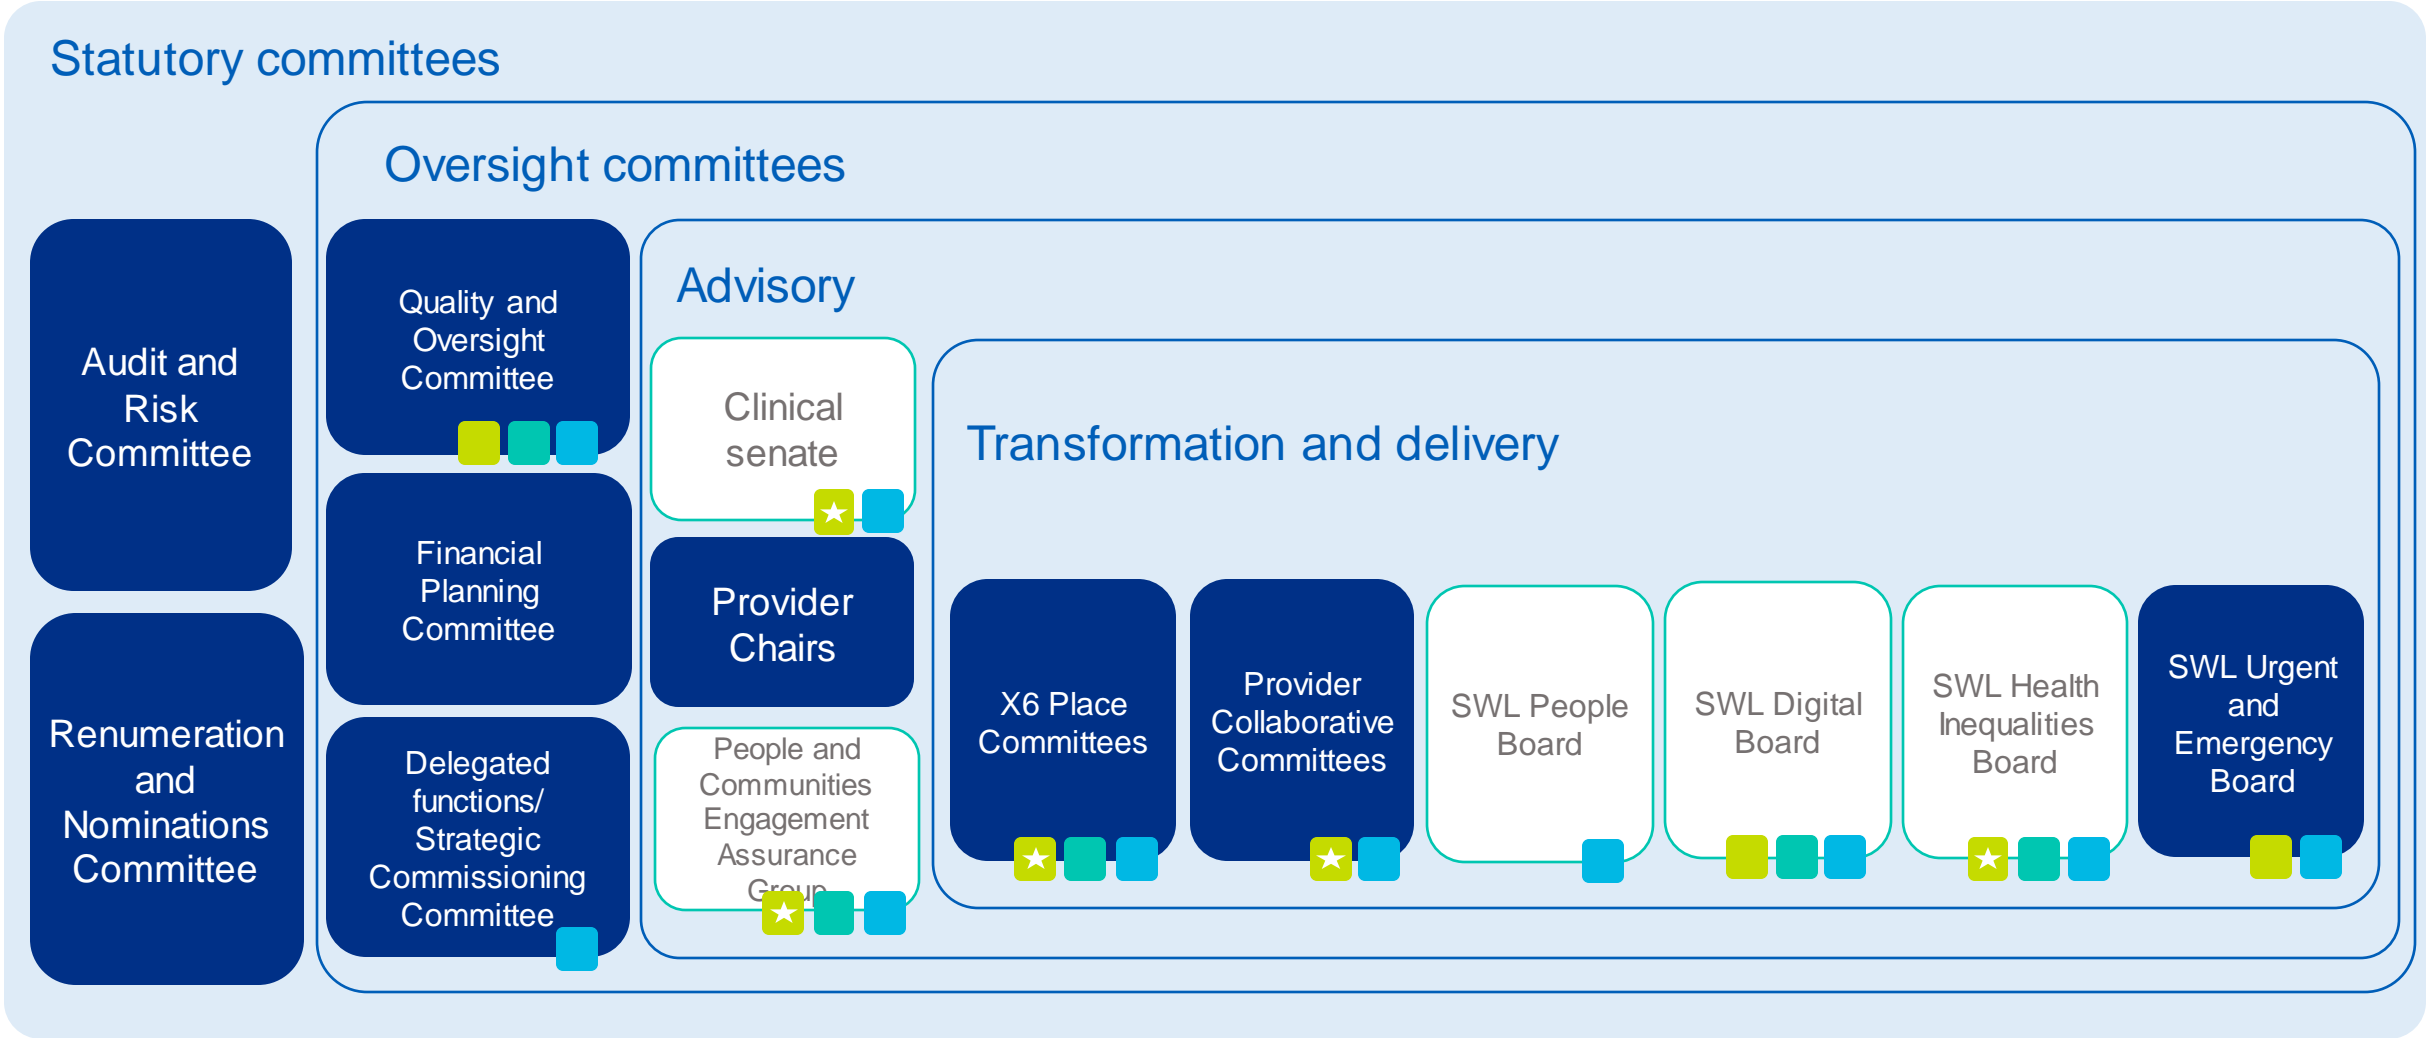 Statutory committees
Oversight committees
Advisory
Transformation and delivery
Audit and
Risk
Committee
Renumeration
and
Nominations
Committee
Quality and
Oversight
Committee
Financial
Planning
Committee
Delegated
functions/
Strategic
Commissioning
Committee
Clinical
senate
Provider
Chairs
People and
Communities
Engagement
Assurance
Group
X6 Place
Committees
Provider
Collaborative
Committees
SWL People
Board
SWL Digital
Board
SWL Health
Inequalities
Board
SWL Urgent
and
Emergency
Board